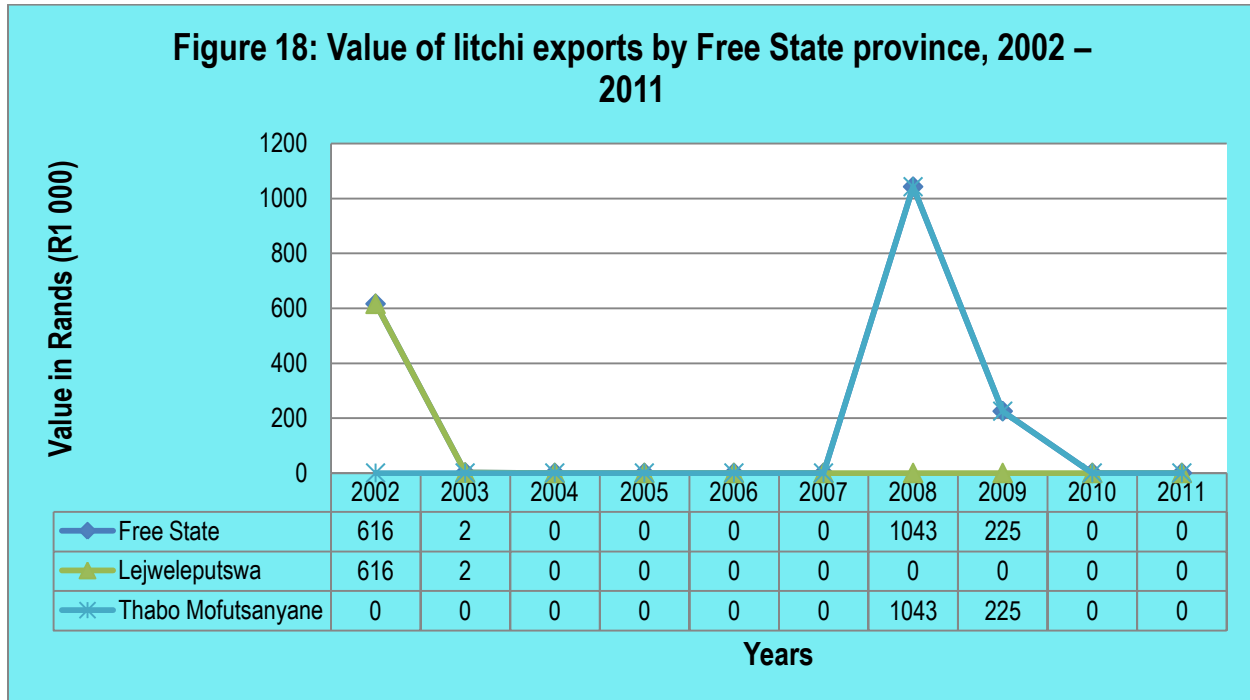 Figure 18: Value of litchi exports by Free State province, 2002 –
2011
Value in Rands (R1 000)
1200
1000
800
600
400
200
0
2002 2003 2004 2005 2006 2007 2008 2009 2010 2011
Free State 616 2 0 0 0 0 1043 225 0 0
Lejweleputswa 616 2 0 0 0 0 0 0 0 0
Thabo Mofutsanyane 0 0 0 0 0 0 1043 225 0 0
Years